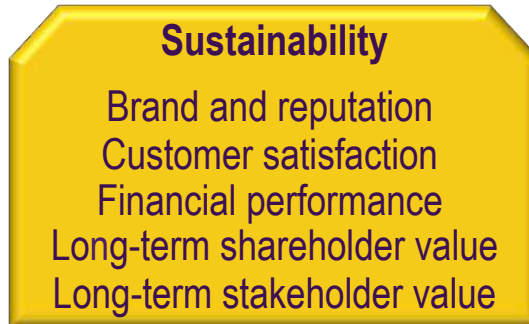 Sustainability
Brand and reputation
Customer satisfaction
Financial performance
Long-term shareholder value
Long-term stakeholder value